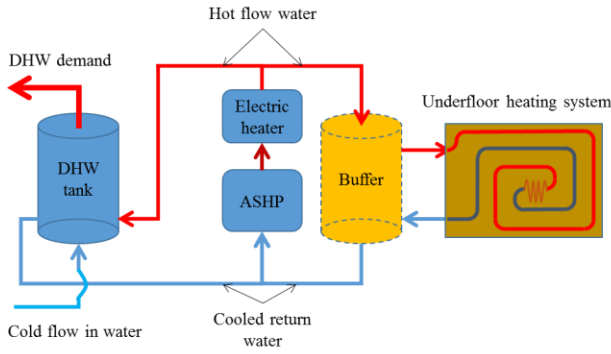 Hot flow water
DHW demand
Electric
heater
Underfloor heating system
DHW
tank
ASHP
Buffer
Cold flow in water
Cooled return
water